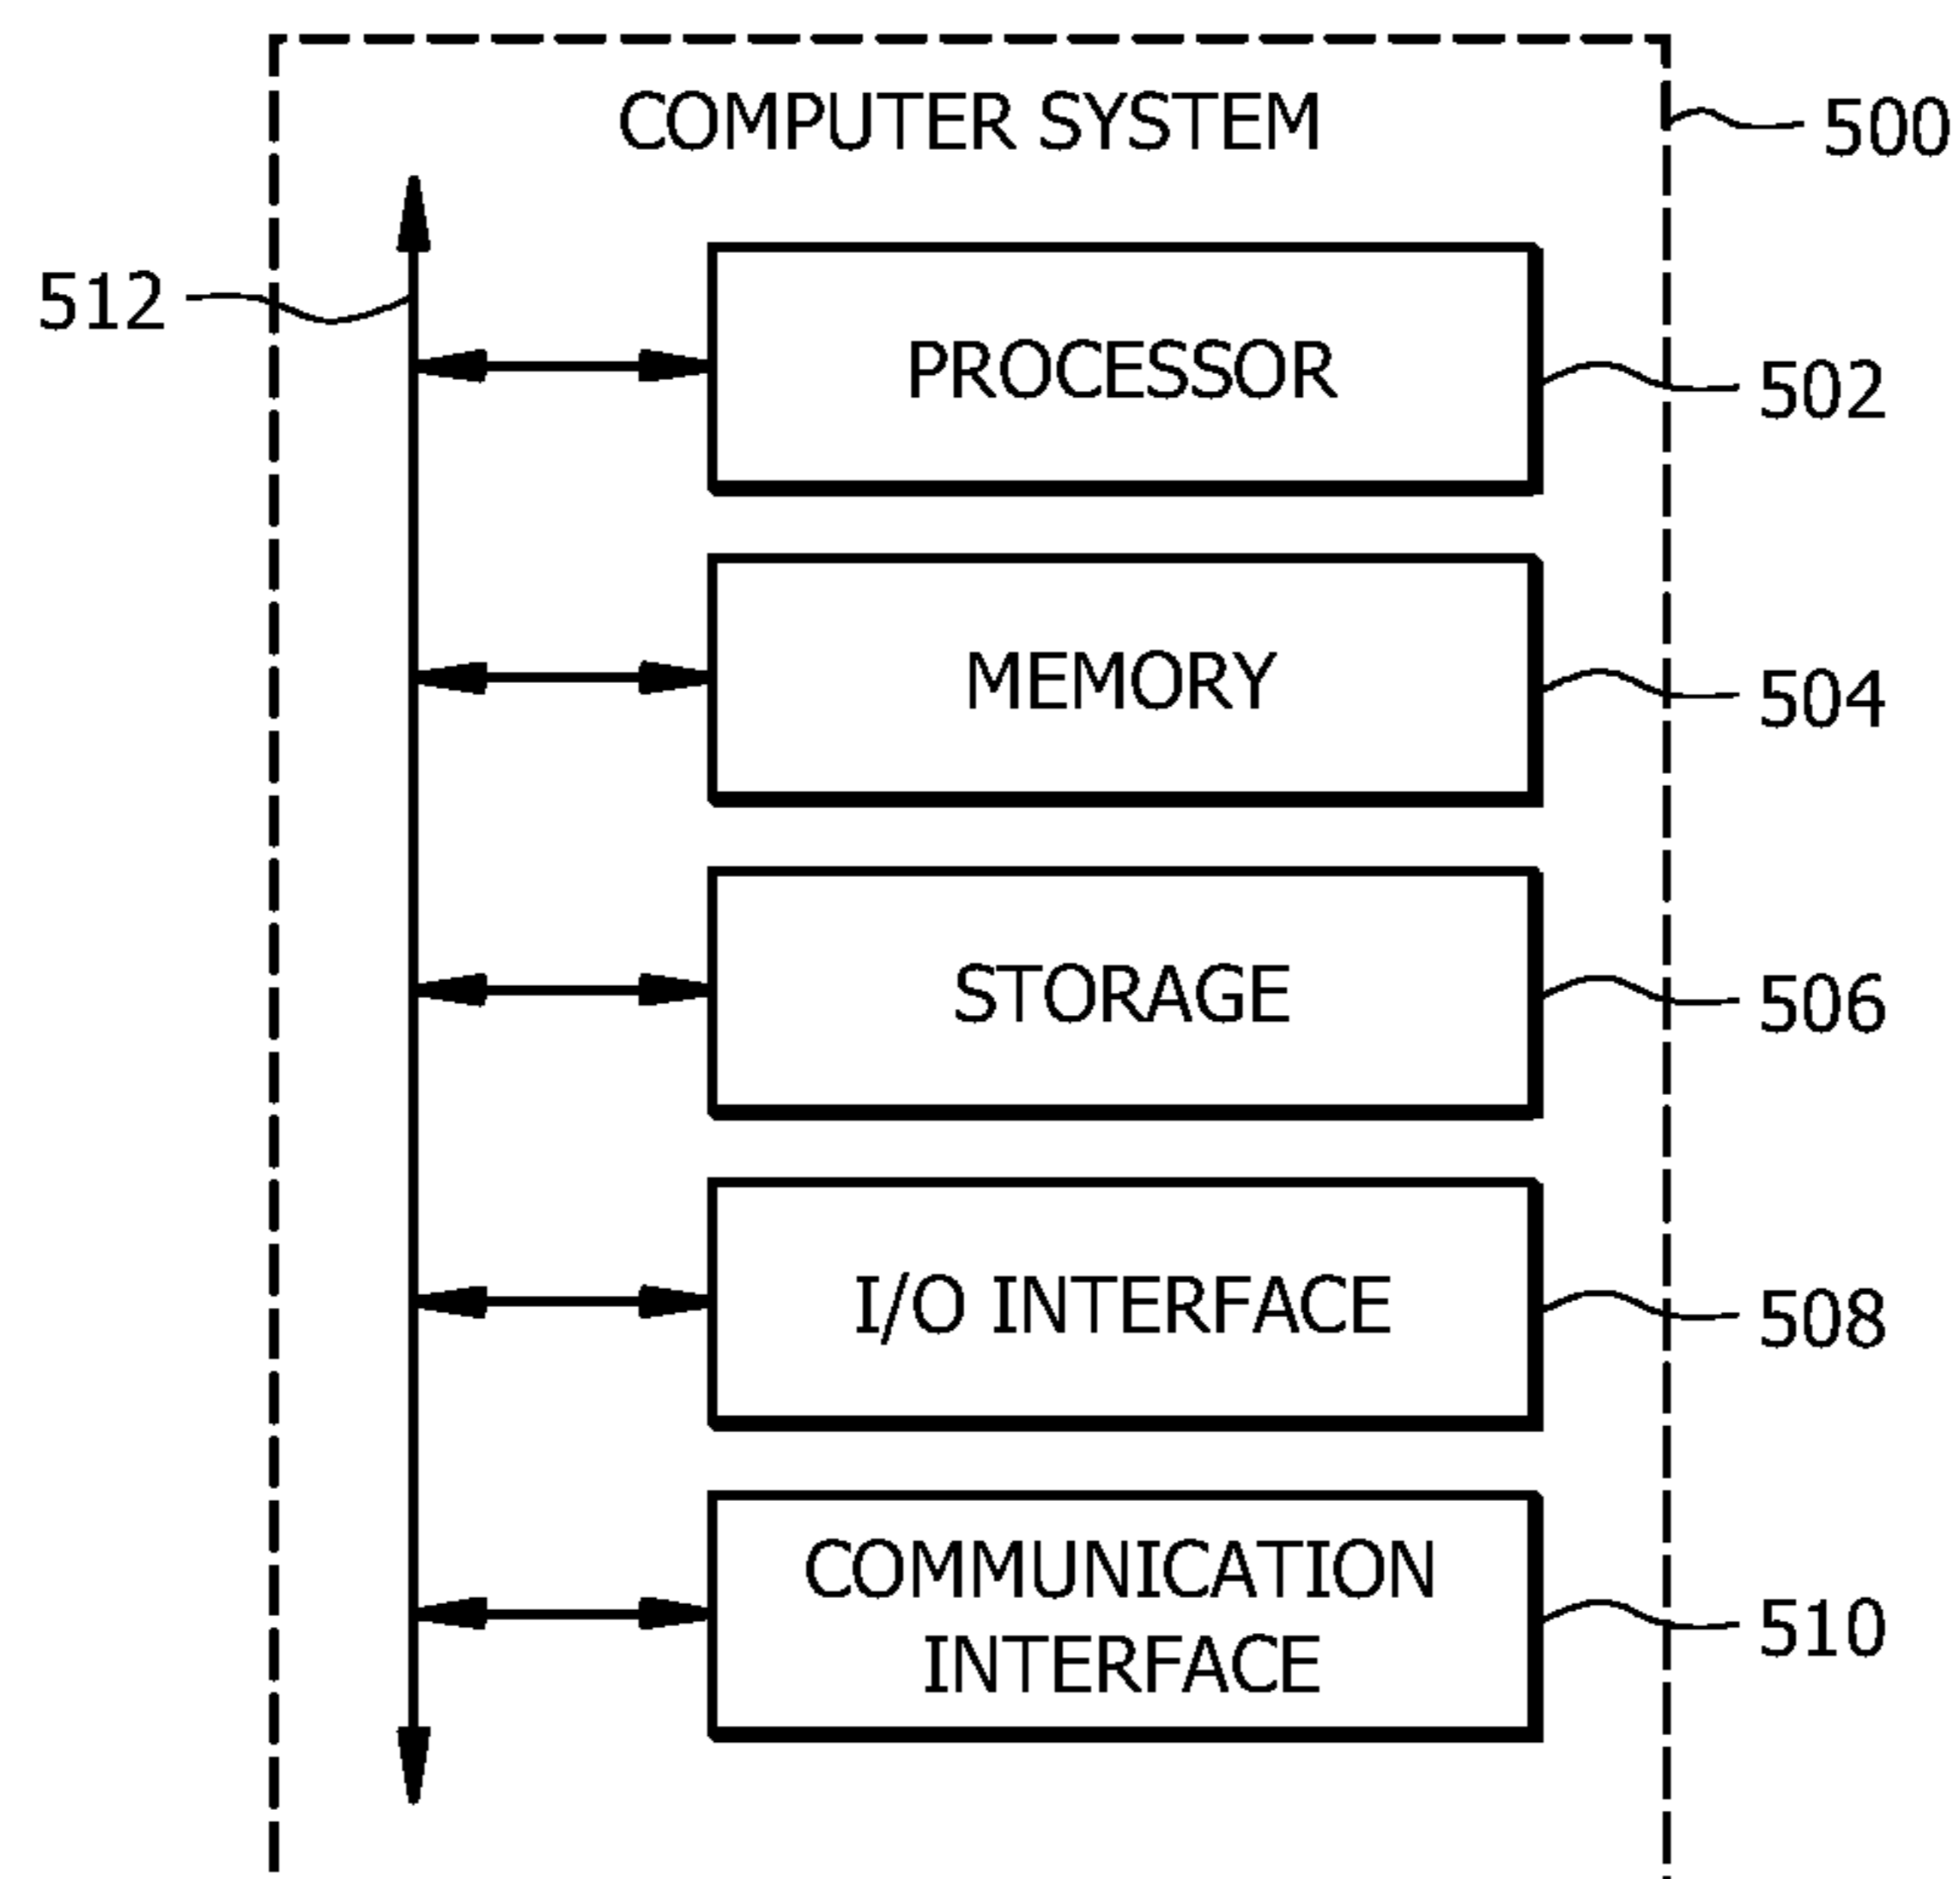 COMPUTER SYSTEM
500
512
PROCESSOR
502
MEMORY
504
STORAGE
506
I/O INTERFACE
508
COMMUNICATION
INTERFACE
510